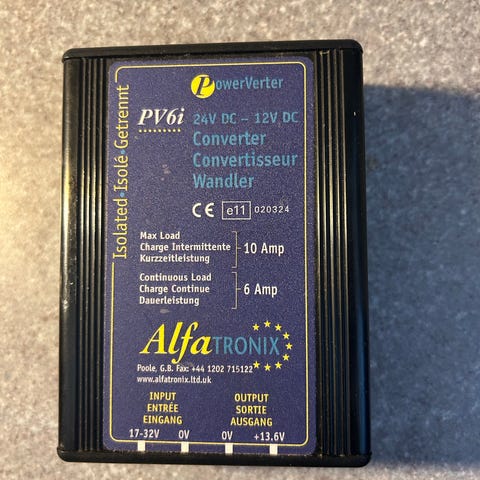 PowerVerter
Isolated·Isolé·Getrennt
PV6i
24V DC – 12V DC
Converter
Convertisseur
Wandler
CE e11 020324
Max Load
Charge Intermittente
Kurzzeitleistung
10 Amp
Continuous Load
Charge Continue
Dauerleistung
6 Amp
AlfaTRONIX
Poole, G.B. Fax: +44 1202 715122
www.alfatronix.ltd.uk
INPUT
ENTRÉE
EINGANG
OUTPUT
SORTIE
AUSGANG
17-32V 0V 0V +13.6V